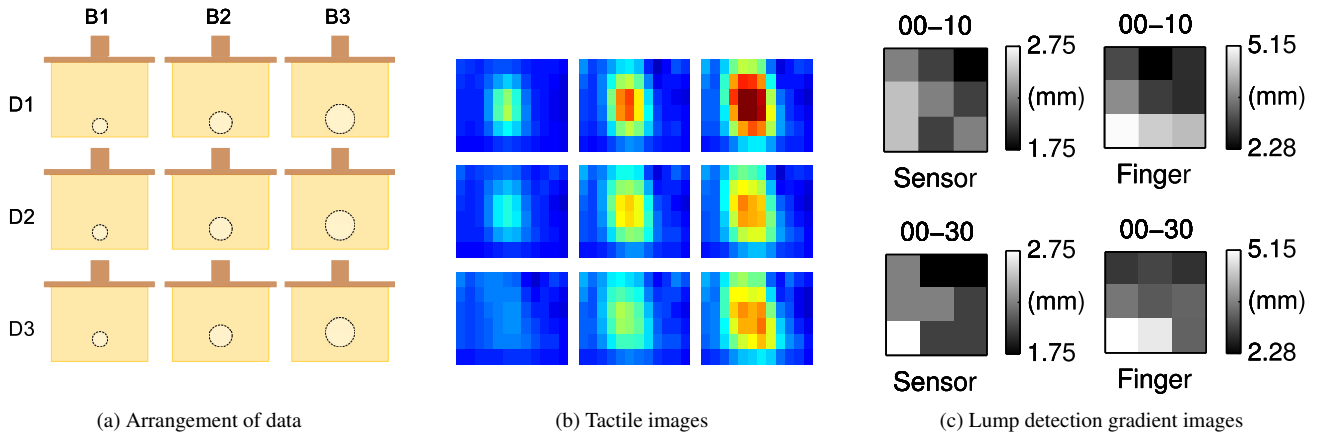 B1 B2 B3
D1
D2
D3
00-10 00-10
2.75 5.15
(mm) (mm)
1.75 2.28
Sensor Finger
00-30 00-30
2.75 5.15
(mm) (mm)
1.75 2.28
Sensor Finger
(a) Arrangement of data (b) Tactile images (c) Lump detection gradient images